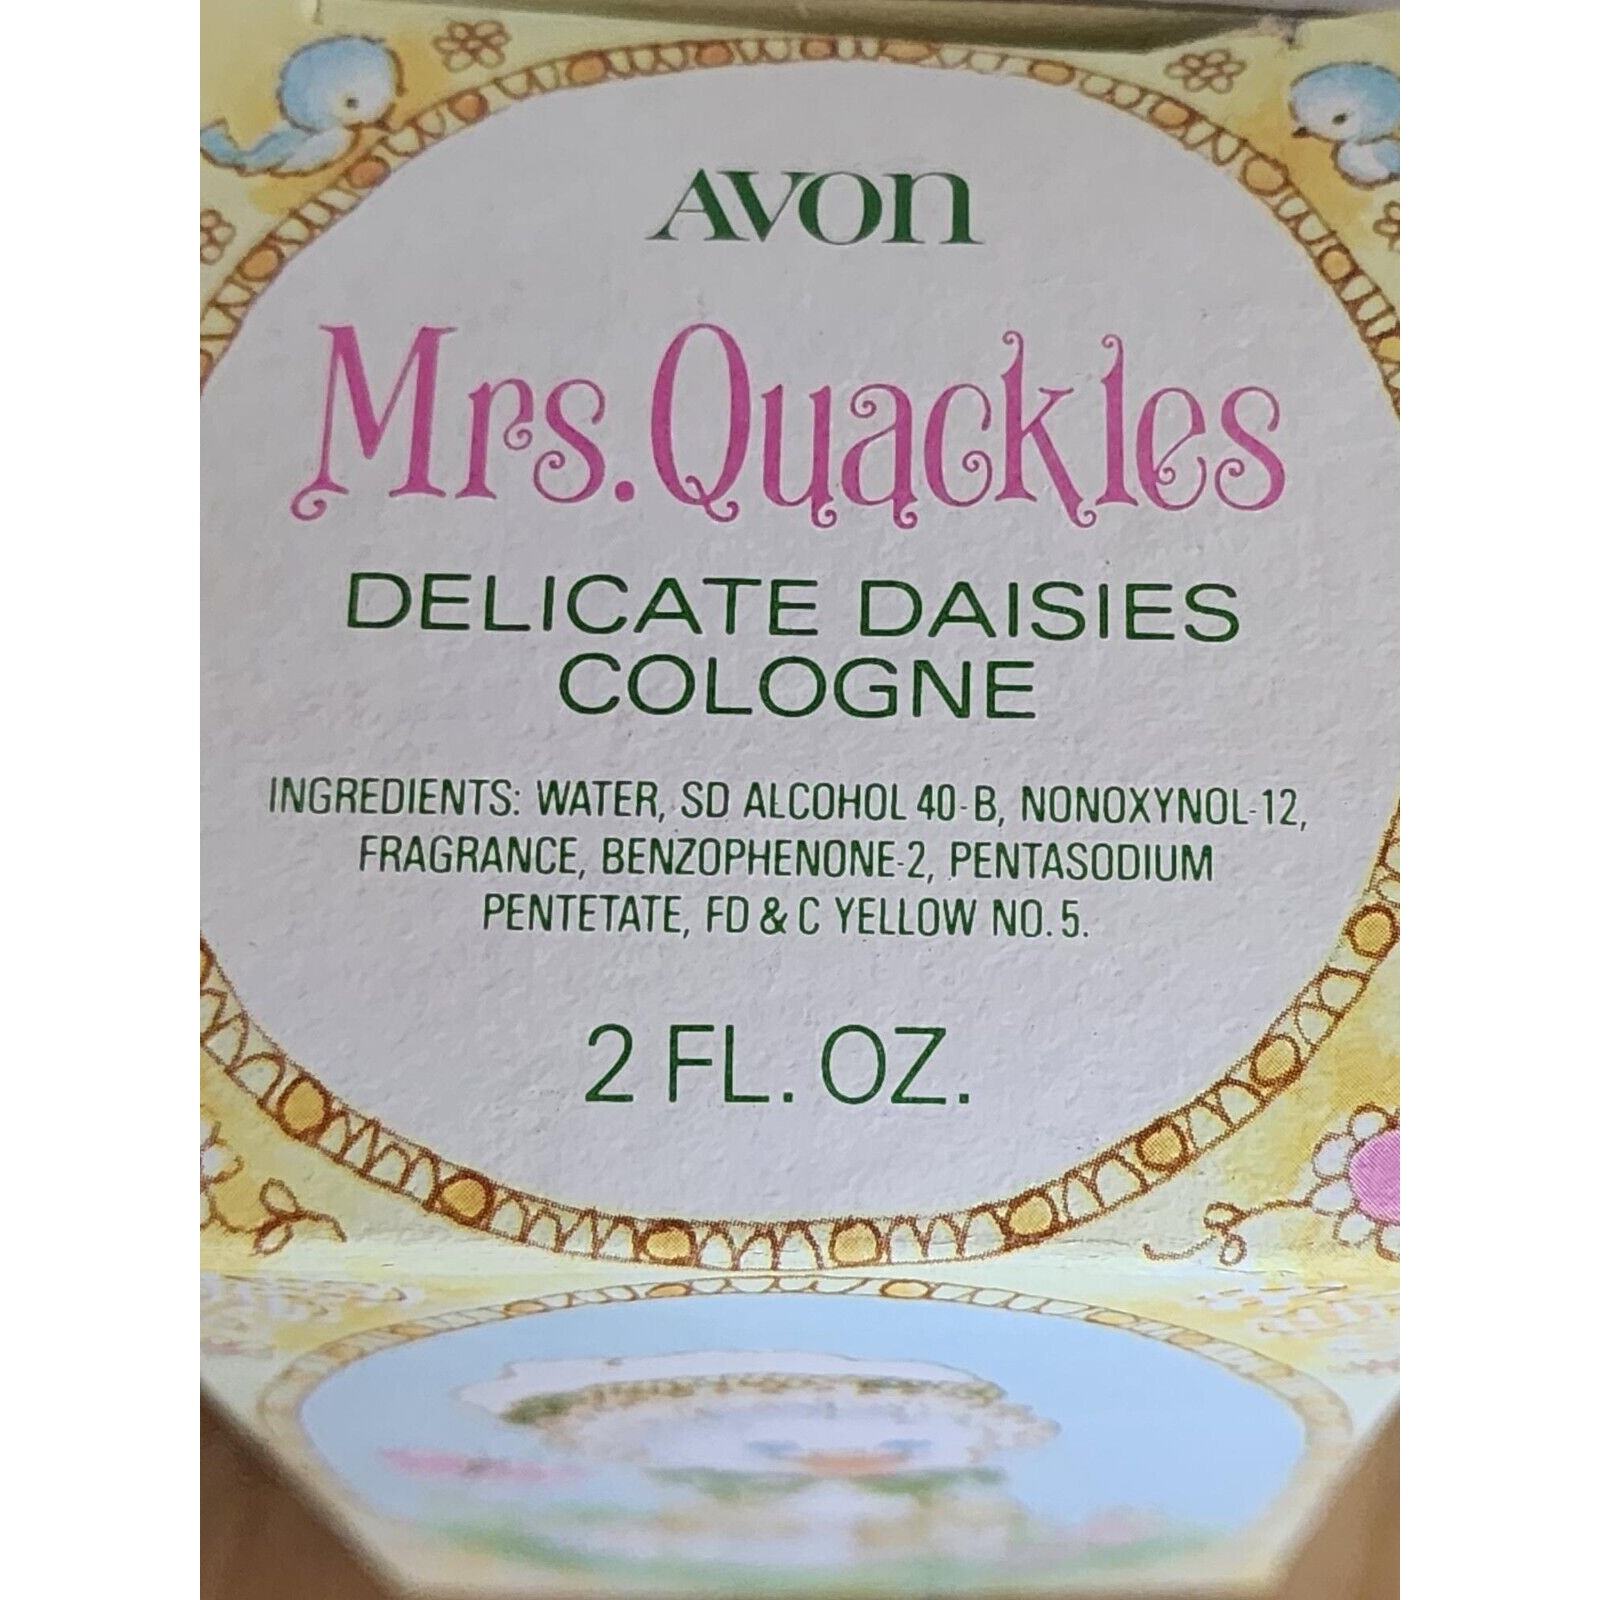 AVON
Mrs. Quackles
DELICATE DAISIES
COLOGNE
INGREDIENTS: WATER, SD ALCOHOL 40-B, NONOXYNOL-12,
FRAGRANCE, BENZOPHENONE-2, PENTASODIUM
PENTETATE, FD & C YELLOW NO. 5.
2 FL. OZ.